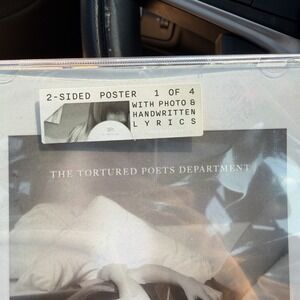 2-SIDED POSTER 1 OF 4
WITH PHOTO &
HANDWRITTEN
LYRICS
THE TORTURED POETS DEPARTMENT